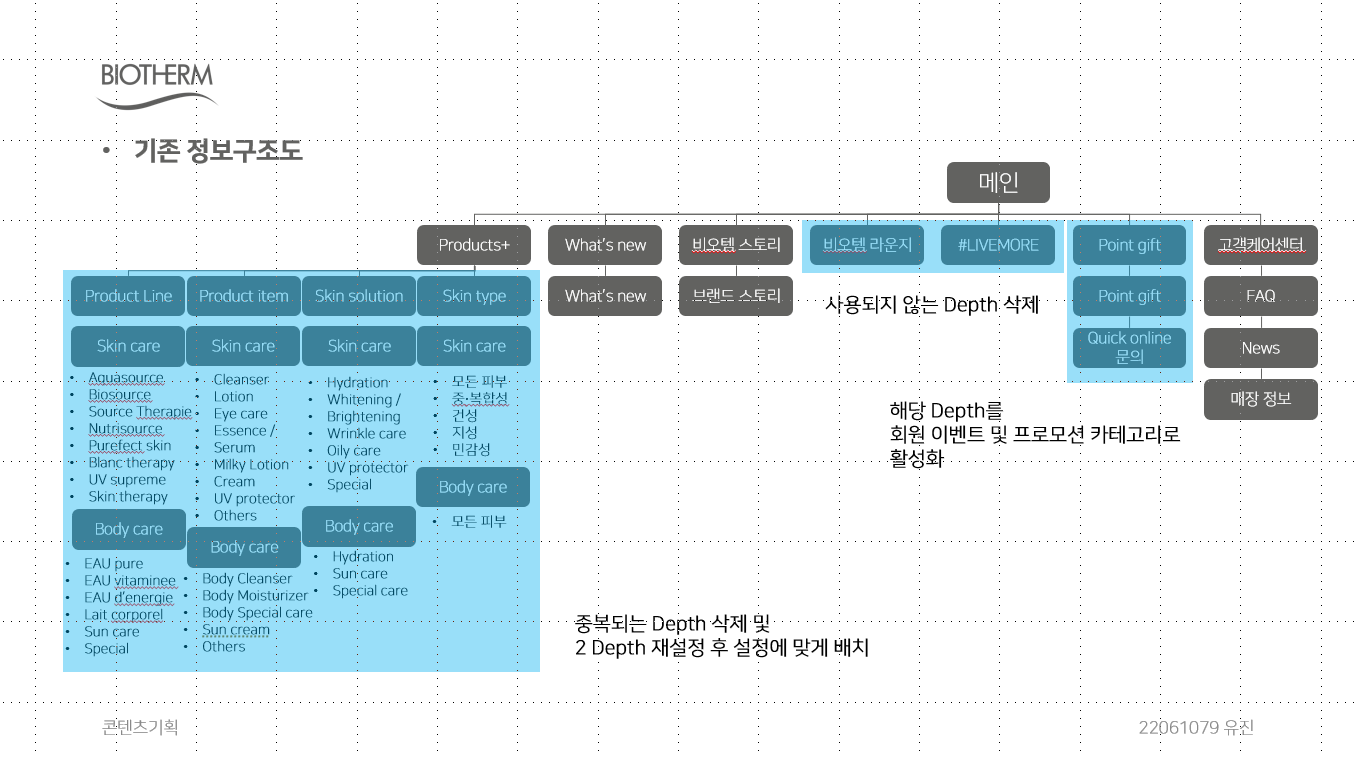 BIOTHERM
• 기존 정보구조도
메인
Products+
What's new
비오템 스토리
비오템 라운지
#LIVEMORE
Point gift
고객케어센터
Product Line
Product item
Skin solution
Skin type
What's new
브랜드 스토리
Point gift
FAQ
사용되지 않는 Depth 삭제
Quick online
문의
News
매장 정보
Skin care
• Aquasource
• Biosource
• Source Therapie
• Nutrisource
• Purefect skin
• Blanc therapy
• UV supreme
• Skin therapy
Body care
• EAU pure
• EAU vitaminee
• EAU d'energie
• Lait corporel
• Sun care
• Special
Skin care
• Cleanser
• Lotion
• Eye care
• Essence /
• Serum
• Milky Lotion
• Cream
• UV protector
• Others
Body care
• Body Cleanser
• Body Moisturizer
• Body Special care
• Sun cream
• Others
Skin care
• Hydration
• Whitening /
• Brightening
• Wrinkle care
• Oily care
• UV protector
• Special
Body care
• Hydration
• Sun care
• Special care
Skin care
• 모든 피부
• 중•복합성
• 건성
• 지성
• 민감성
Body care
• 모든 피부
해당 Depth를
회원 이벤트 및 프로모션 카테고리로
활성화
중복되는 Depth 삭제 및
2 Depth 재설정 후 설정에 맞게 배치
콘텐츠기획
22061079 유진